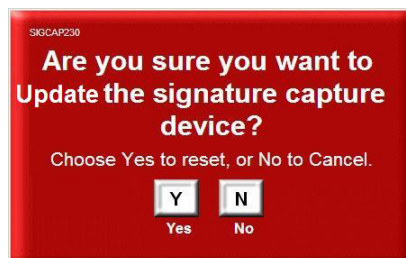 SIGCAP230
Are you sure you want to
Update the signature capture
device?
Choose Yes to reset, or No to Cancel.
Y N
Yes No